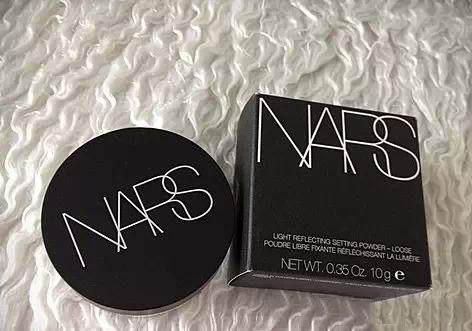 NARS
NARS
LIGHT REFLECTING SETTING POWDER – LOOSE
POUDRE LIBRE FIXANTE RÉFLÉCHISSANT LA LUMIÈRE
NET WT. 0.35 Oz. 10 g ℮